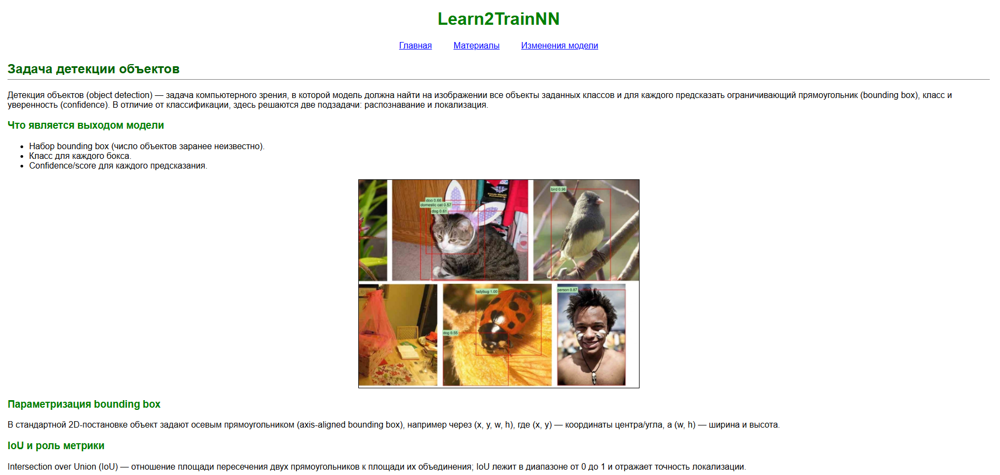 Learn2TrainNN
Главная Материалы Изменения модели
Задача детекции объектов
Детекция объектов (object detection) — задача компьютерного зрения, в которой модель должна найти на изображении все объекты заданных классов и для каждого предсказать ограничивающий прямоугольник (bounding box), класс и
уверенность (confidence). В отличие от классификации, здесь решаются две подзадачи: распознавание и локализация.
Что является выходом модели
Набор bounding box (число объектов заранее неизвестно).
Класс для каждого бокса.
Confidence/score для каждого предсказания.
dog 0.66
domestic cat 0.57
dog 0.61
bird 0.96
ladybug 1.00
dog 0.55
person 0.87
Параметризация bounding box
В стандартной 2D-постановке объект задают осевым прямоугольником (axis-aligned bounding box), например через (x, y, w, h), где (x, y) — координаты центра/угла, а (w, h) — ширина и высота.
IoU и роль метрики
Intersection over Union (IoU) — отношение площади пересечения двух прямоугольников к площади их объединения; IoU лежит в диапазоне от 0 до 1 и отражает точность локализации.